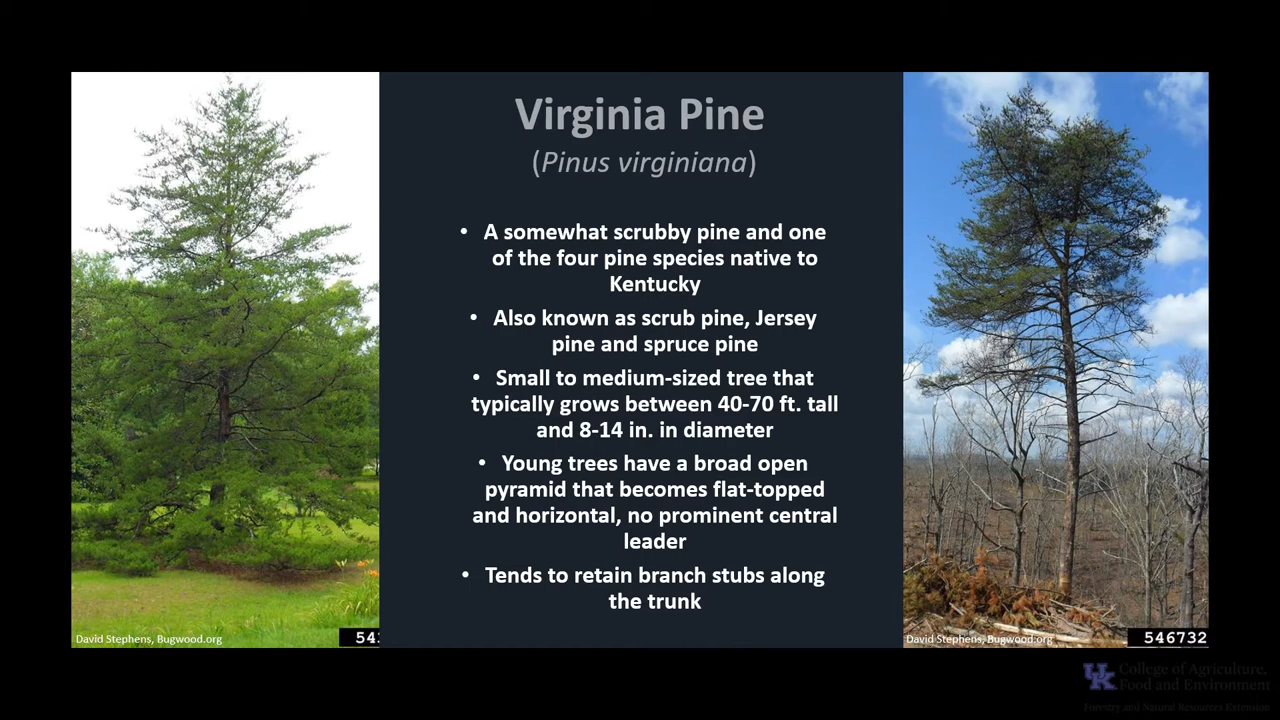 Virginia Pine
(Pinus virginiana)
• A somewhat scrubby pine and one
of the four pine species native to
Kentucky
• Also known as scrub pine, Jersey
pine and spruce pine
• Small to medium-sized tree that
typically grows between 40-70 ft. tall
and 8-14 in. in diameter
• Young trees have a broad open
pyramid that becomes flat-topped
and horizontal, no prominent central
leader
• Tends to retain branch stubs along
the trunk
David Stephens, Bugwood.org
David Stephens, Bugwood.org
546732
UK
College of Agriculture,
Food and Environment
Forestry and Natural Resources Extension